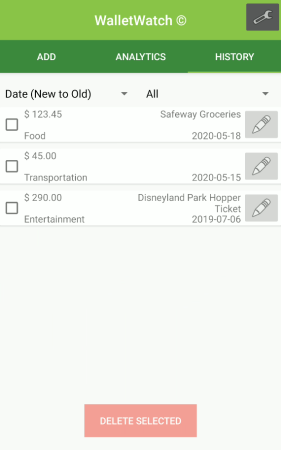 WalletWatch ©
ADD ANALYTICS HISTORY
Date (New to Old) All
$ 123.45 Safeway Groceries
Food 2020-05-18
$ 45.00
Transportation 2020-05-15
$ 290.00 Disneyland Park Hopper
Ticket
Entertainment 2019-07-06
DELETE SELECTED